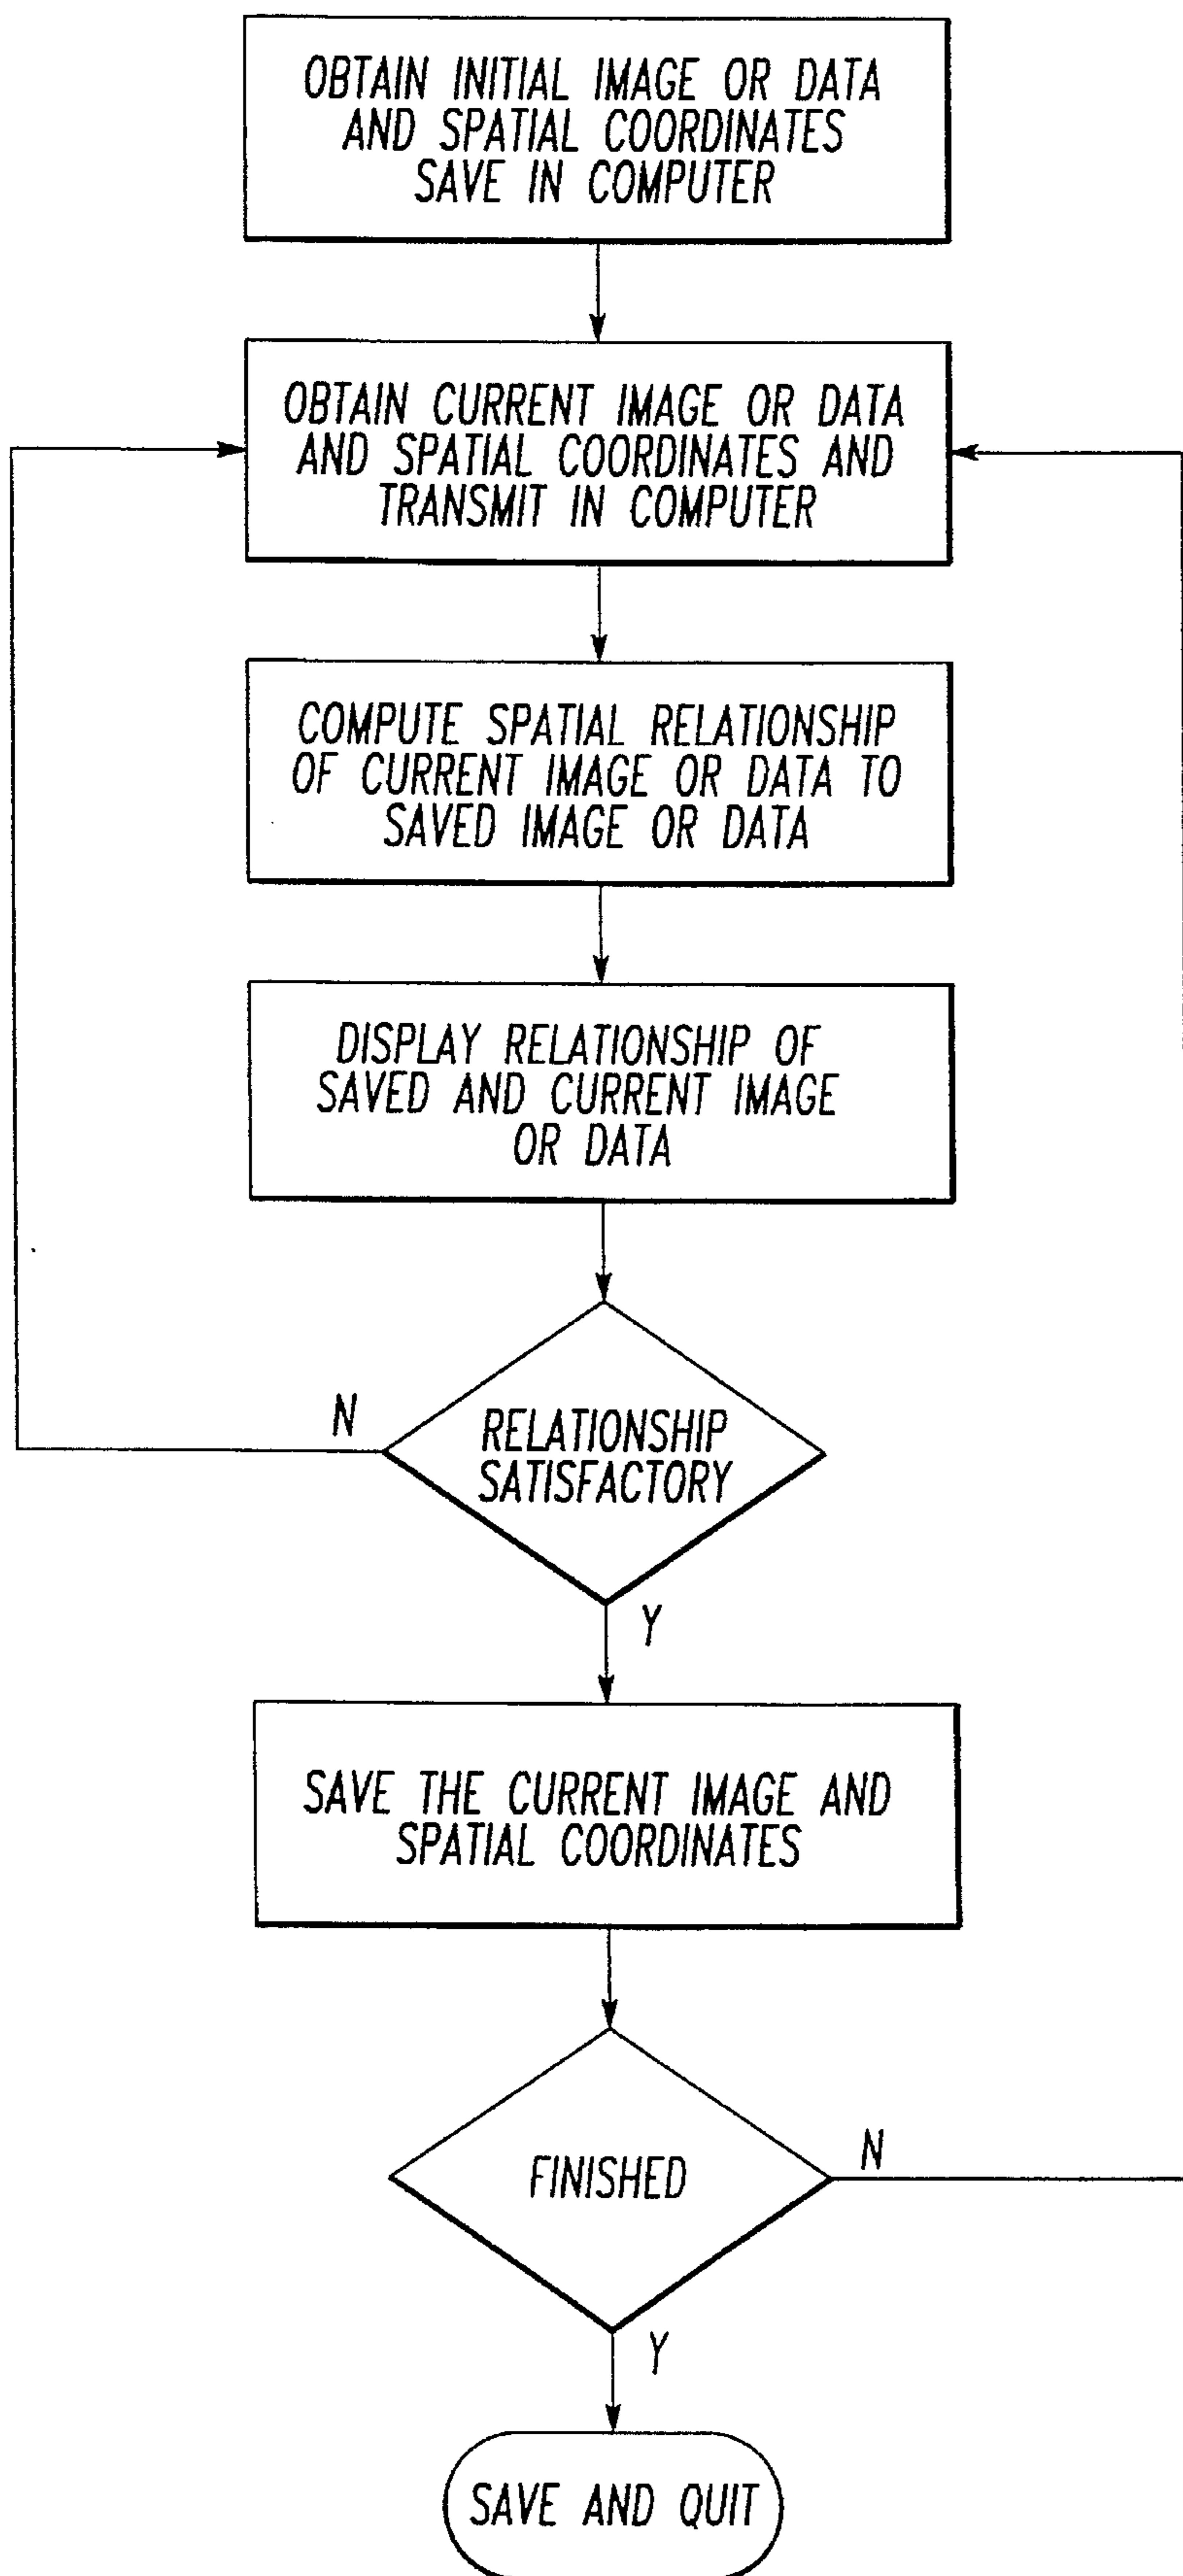 OBTAIN INITIAL IMAGE OR DATA
AND SPATIAL COORDINATES
SAVE IN COMPUTER
OBTAIN CURRENT IMAGE OR DATA
AND SPATIAL COORDINATES AND
TRANSMIT IN COMPUTER
COMPUTE SPATIAL RELATIONSHIP
OF CURRENT IMAGE OR DATA TO
SAVED IMAGE OR DATA
DISPLAY RELATIONSHIP OF
SAVED AND CURRENT IMAGE
OR DATA
N
RELATIONSHIP
SATISFACTORY
Y
SAVE THE CURRENT IMAGE AND
SPATIAL COORDINATES
FINISHED
N
Y
SAVE AND QUIT